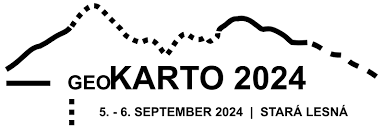 GEOKARTO 2024
5. - 6. SEPTEMBER 2024 | STARÁ LESNÁ